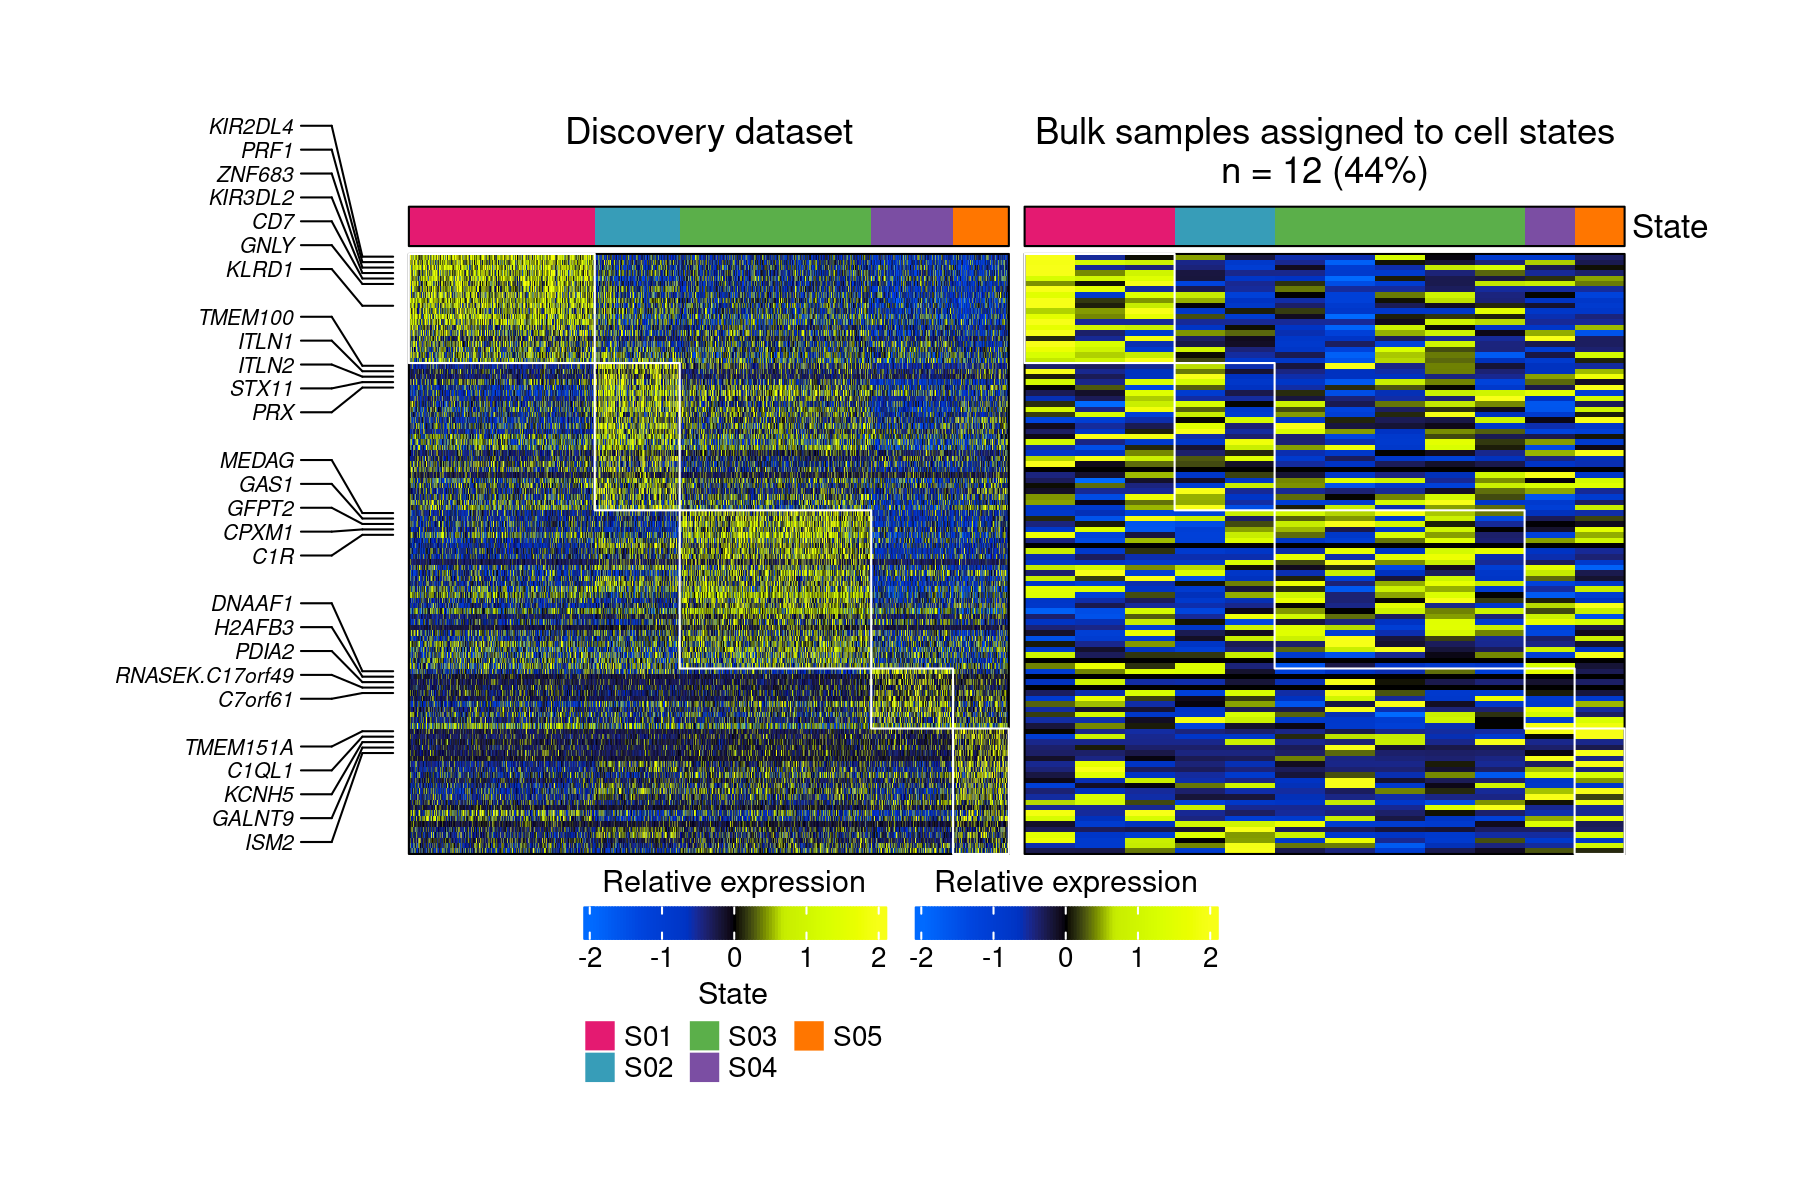 Discovery dataset
Bulk samples assigned to cell states
n = 12 (44%)
State
KIR2DL4
PRF1
ZNF683
KIR3DL2
CD7
GNLY
KLRD1
TMEM100
ITLN1
ITLN2
STX11
PRX
MEDAG
GAS1
GFPT2
CPXM1
C1R
DNAAF1
H2AFB3
PDIA2
RNASEK.C17orf49
C7orf61
TMEM151A
C1QL1
KCNH5
GALNT9
ISM2
Relative expression
-2 -1 0 1 2
Relative expression
-2 -1 0 1 2
State
S01 S03 S05
S02 S04